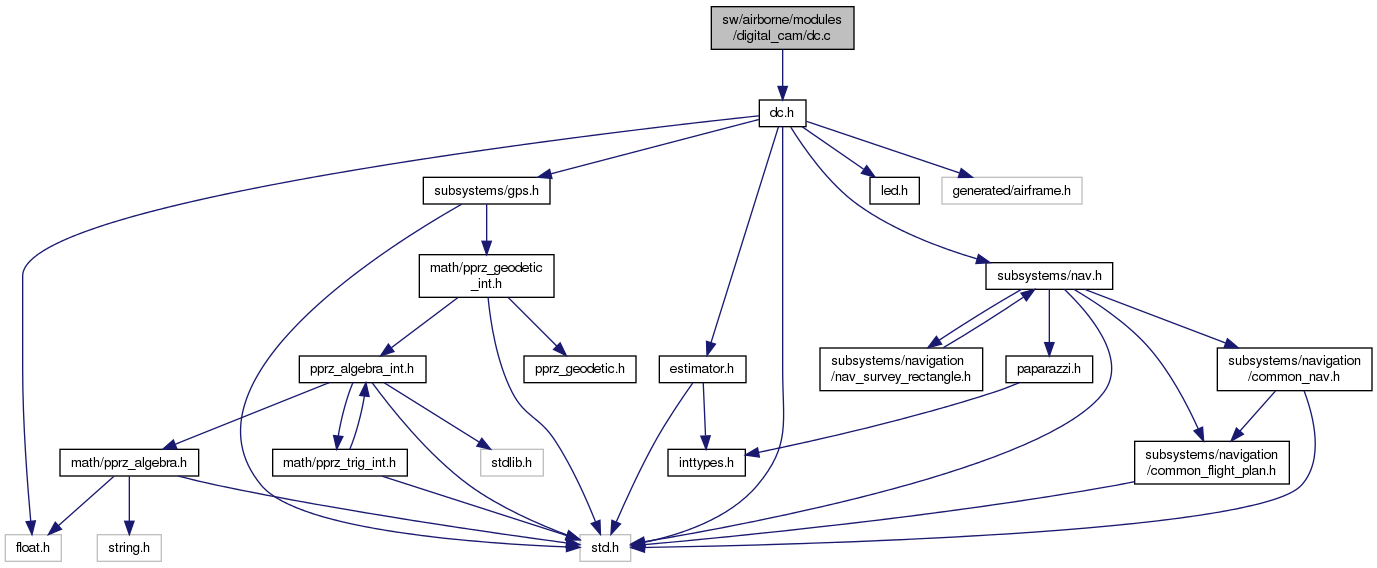 sw/airborne/modules
/digital_cam/dc.c
dc.h
subsystems/gps.h
led.h
generated/airframe.h
math/pprz_geodetic
_int.h
subsystems/nav.h
pprz_algebra_int.h
pprz_geodetic.h
estimator.h
subsystems/navigation
/nav_survey_rectangle.h
paparazzi.h
subsystems/navigation
/common_nav.h
math/pprz_algebra.h
math/pprz_trig_int.h
stdlib.h
inttypes.h
subsystems/navigation
/common_flight_plan.h
float.h
string.h
std.h